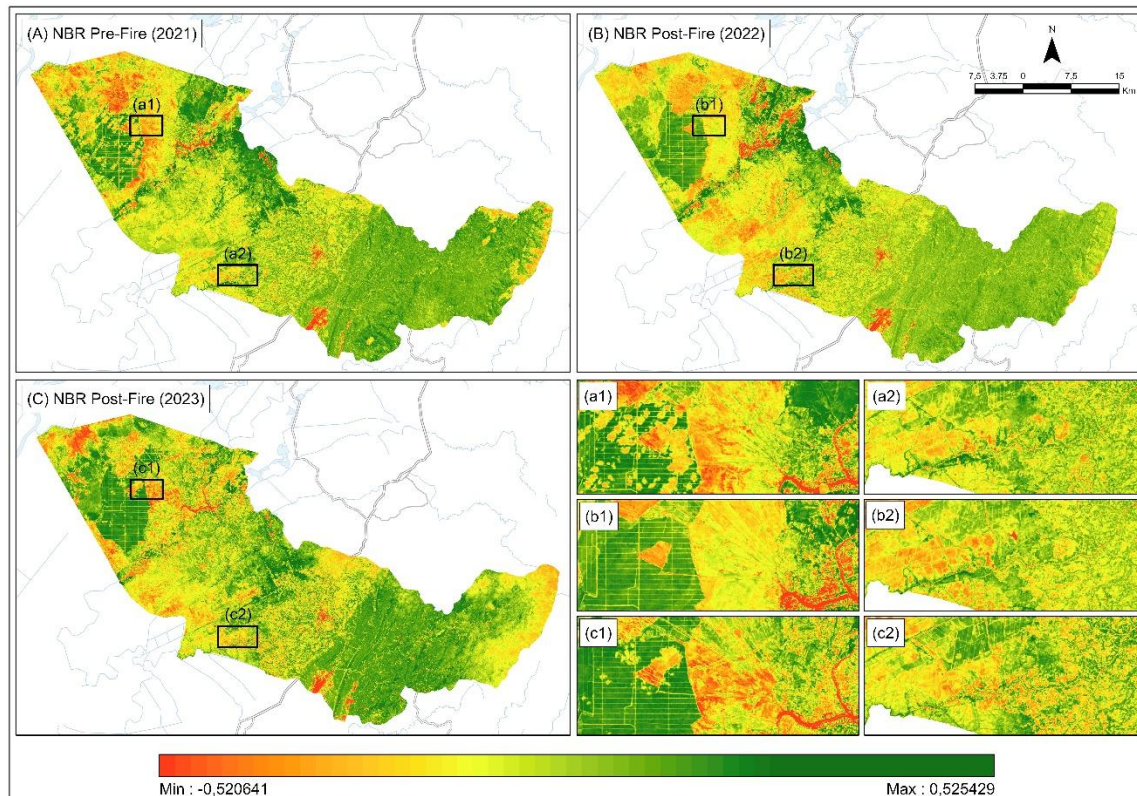 (A) NBR Pre-Fire (2021)
(a1)
(a2)
(B) NBR Post-Fire (2022)
N
7,5 3,75 0 7,5 15
Km
(b1)
(b2)
(C) NBR Post-Fire (2023)
(c1)
(c2)
(a1)
(a2)
(b1)
(b2)
(c1)
(c2)
Min : -0,520641
Max : 0,525429